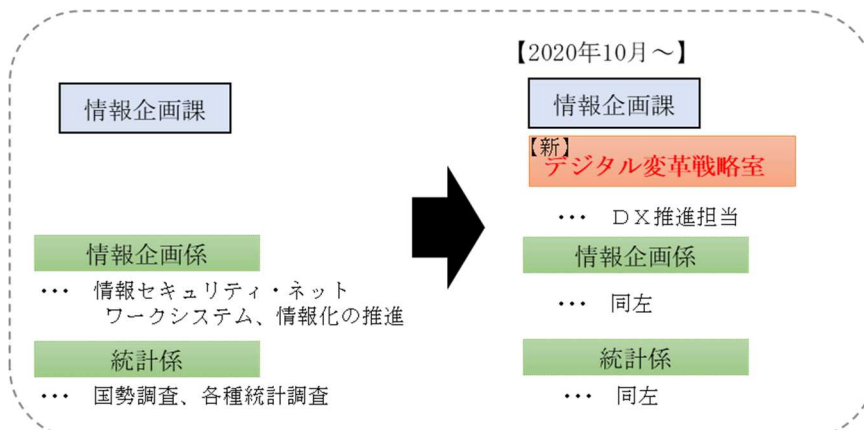 情報企画課
情報企画係
… 情報セキュリティ・ネット
ワークシステム、情報化の推進
統計係
… 国勢調査、各種統計調査
【2020年10月～】
情報企画課
【新】
デジタル変革戦略室
… ＤＸ推進担当
情報企画係
… 同左
統計係
… 同左